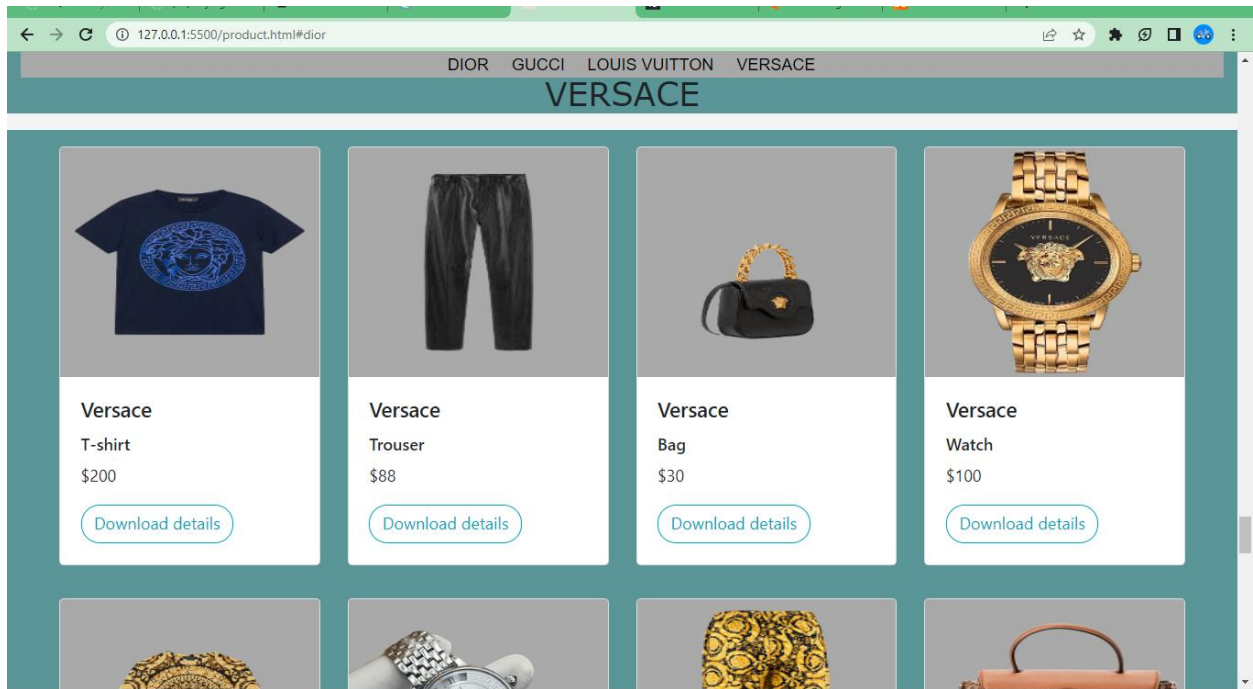 127.0.0.1:5500/product.html#dior
DIOR GUCCI LOUIS VUITTON VERSACE
VERSACE
VERSACE
Versace Versace Versace Versace
T-shirt Trouser Bag Watch
$200 $88 $30 $100
Download details Download details Download details Download details